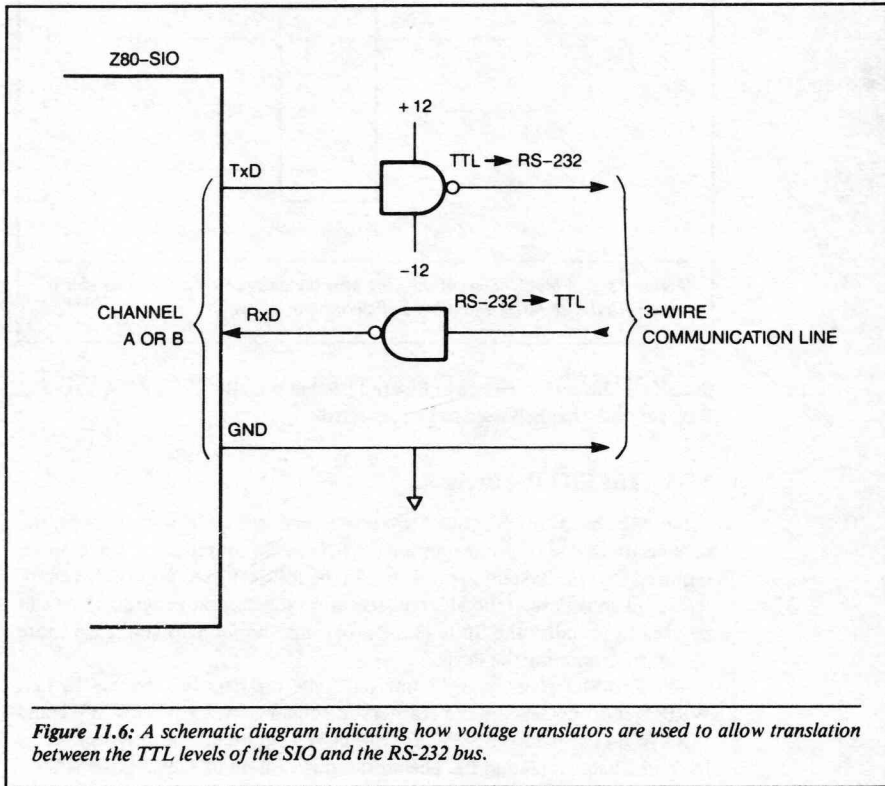 Z80-SIO
+12
TTL → RS-232
TxD
-12
RS-232 → TTL
CHANNEL
A OR B
RxD
3-WIRE
COMMUNICATION LINE
GND
Figure 11.6: A schematic diagram indicating how voltage translators are used to allow translation
between the TTL levels of the SIO and the RS-232 bus.